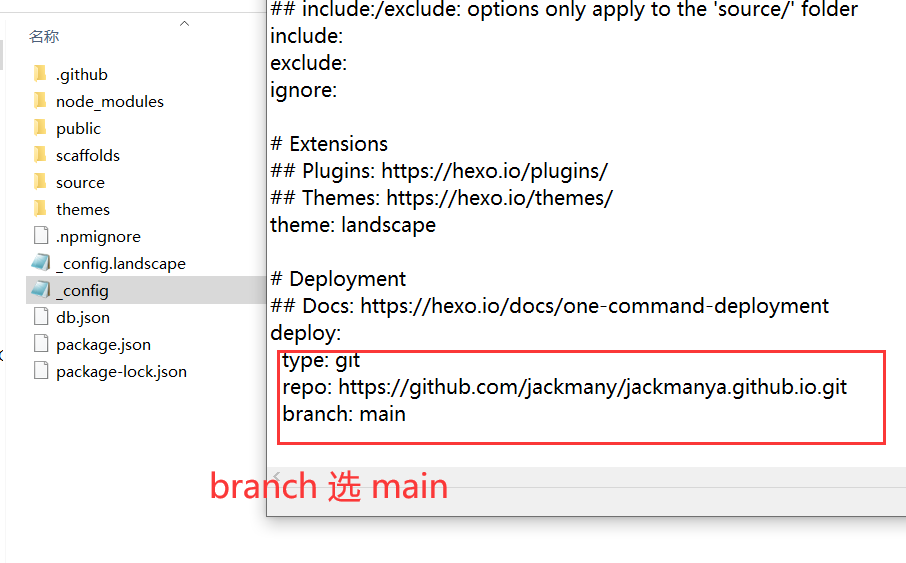 名称
.github
node_modules
public
scaffolds
source
themes
.npmignore
_config.landscape
_config
db.json
package.json
package-lock.json
## include:/exclude: options only apply to the 'source/' folder
include:
exclude:
ignore:
# Extensions
## Plugins: https://hexo.io/plugins/
## Themes: https://hexo.io/themes/
theme: landscape
# Deployment
## Docs: https://hexo.io/docs/one-command-deployment
deploy:
type: git
repo: https://github.com/jackmany/jackmanya.github.io.git
branch: main
branch 选 main